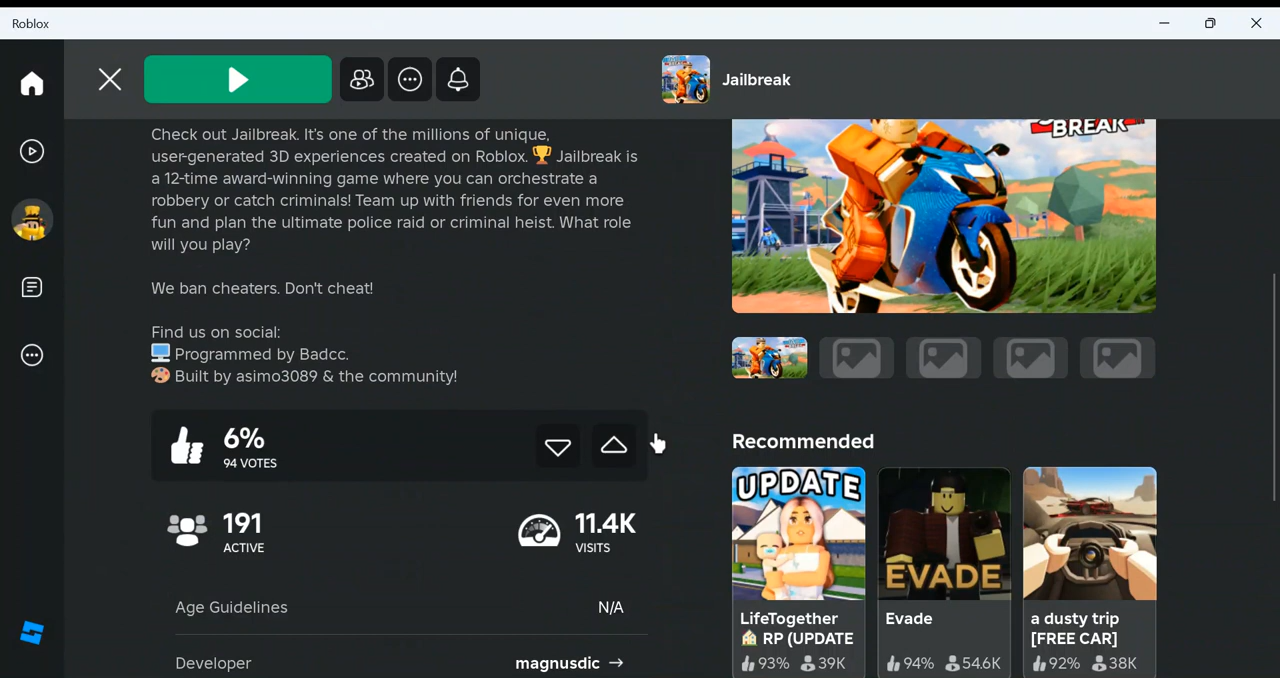 Roblox
Jailbreak
Check out Jailbreak. It's one of the millions of unique,
user-generated 3D experiences created on Roblox. 🏆 Jailbreak is
a 12-time award-winning game where you can orchestrate a
robbery or catch criminals! Team up with friends for even more
fun and plan the ultimate police raid or criminal heist. What role
will you play?
We ban cheaters. Don't cheat!
Find us on social:
🖥️ Programmed by Badcc.
🎨 Built by asimo3089 & the community!
6%
94 VOTES
191
ACTIVE
11.4K
VISITS
Age Guidelines
N/A
Developer
magnusdic →
BREAK
Recommended
UPDATE
LifeTogether
🏠 RP (UPDATE
93% 39K
EVADE
Evade
94% 54.6K
a dusty trip
[FREE CAR]
92% 38K